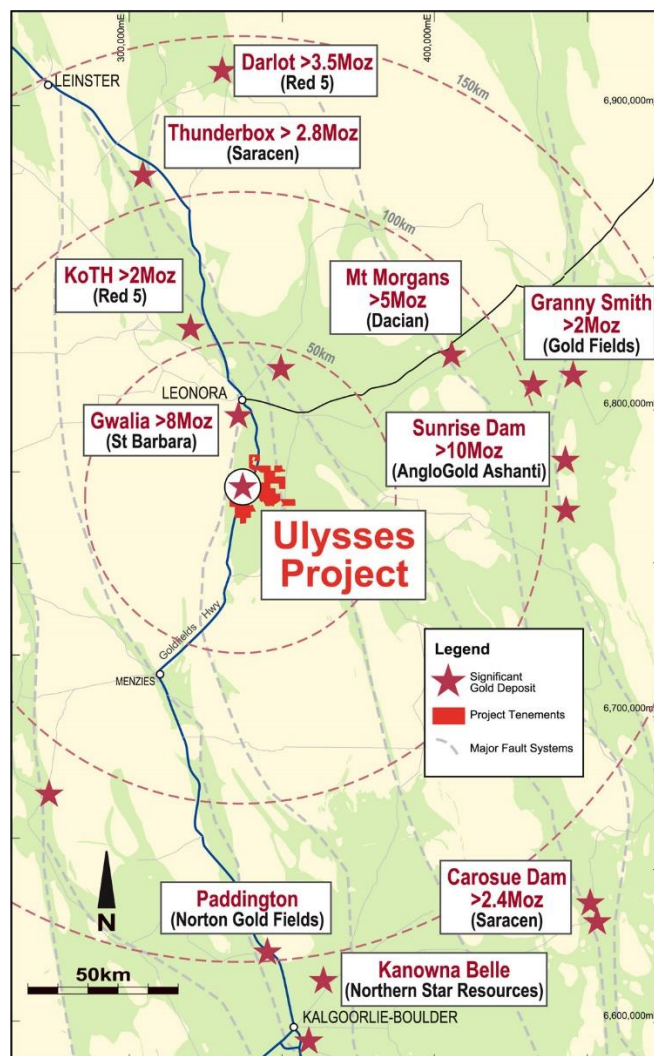 300,000mE
400,000mE
LEINSTER
Darlot >3.5Moz
(Red 5)
150km
6,900,000mN
Thunderbox > 2.8Moz
(Saracen)
100km
KoTH >2Moz
(Red 5)
Mt Morgans
>5Moz
(Dacian)
Granny Smith
>2Moz
(Gold Fields)
50km
LEONORA
6,800,000mN
Gwalia >8Moz
(St Barbara)
Sunrise Dam
>10Moz
(AngloGold Ashanti)
Ulysses
Project
Goldfields Hwy
MENZIES
Legend
Significant
Gold Deposit
Project Tenements
Major Fault Systems
6,700,000mN
N
50km
Paddington
(Norton Gold Fields)
Carosue Dam
>2.4Moz
(Saracen)
Kanowna Belle
(Northern Star Resources)
KALGOORLIE-BOULDER
6,600,000mN